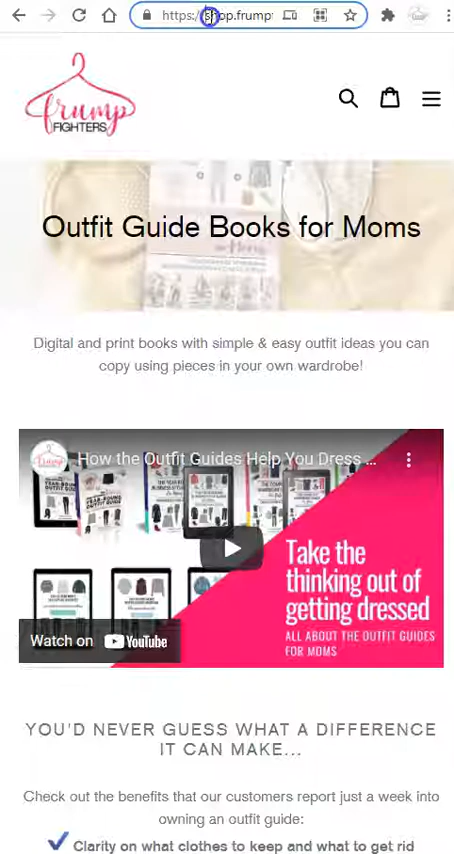 https://shop.frumpf
frump
FIGHTERS
Outfit Guide Books for Moms
Digital and print books with simple & easy outfit ideas you can
copy using pieces in your own wardrobe!
How the Outfit Guides Help You Dress ...
Take the
thinking out of
getting dressed
ALL ABOUT THE OUTFIT GUIDES
FOR MOMS
Watch on YouTube
YOU'D NEVER GUESS WHAT A DIFFERENCE
IT CAN MAKE...
Check out the benefits that our customers report just a week into
owning an outfit guide:
Clarity on what clothes to keep and what to get rid